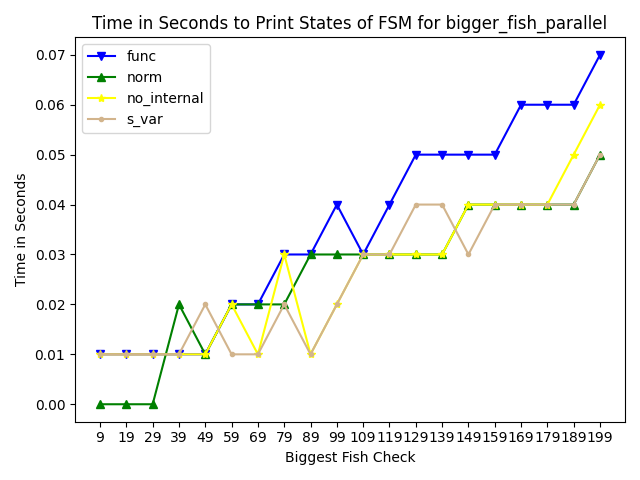 Time in Seconds to Print States of FSM for bigger_fish_parallel
func
norm
no_internal
s_var
0.07
0.06
0.05
0.04
0.03
0.02
0.01
0.00
Time in Seconds
9 19 29 39 49 59 69 79 89 99 109 119 129 139 149 159 169 179 189 199
Biggest Fish Check